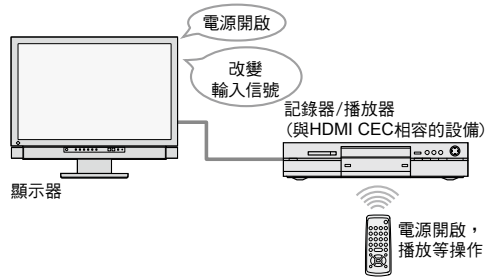 電源開啟
改變
輸入信號
記錄器/播放器
(與HDMI CEC相容的設備)
顯示器
電源開啟，
播放等操作